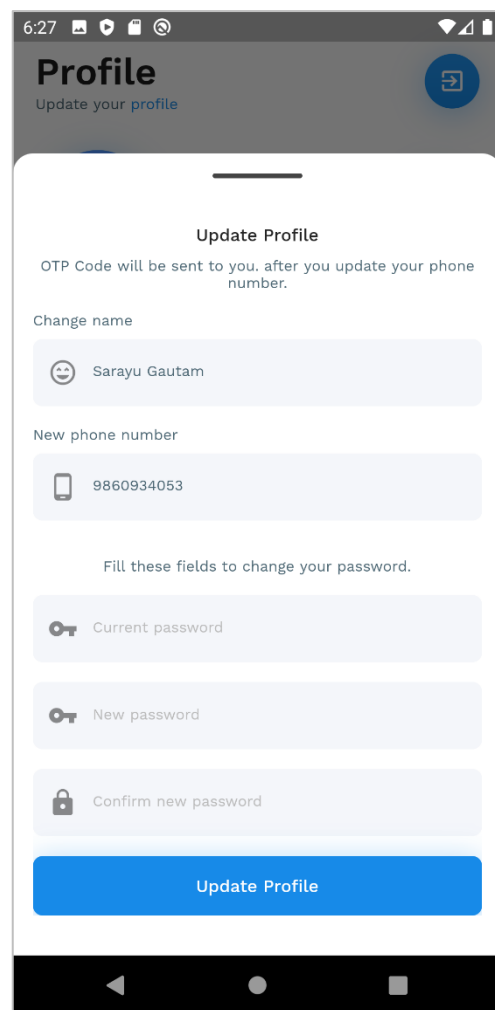 6:27
Profile
Update your profile
Update Profile
OTP Code will be sent to you. after you update your phone
number.
Change name
Sarayu Gautam
New phone number
9860934053
Fill these fields to change your password.
Current password
New password
Confirm new password
Update Profile